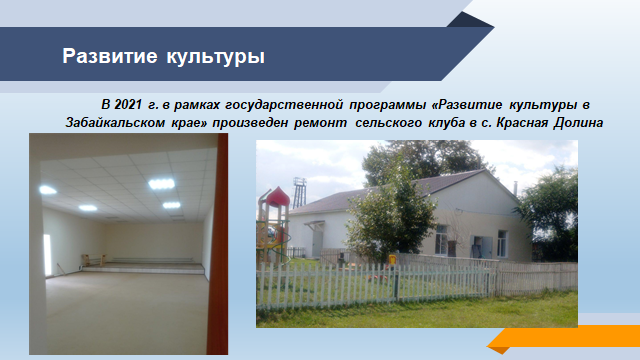 Развитие культуры
В 2021 г. в рамках государственной программы «Развитие культуры в
Забайкальском крае» произведен ремонт сельского клуба в с. Красная Долина